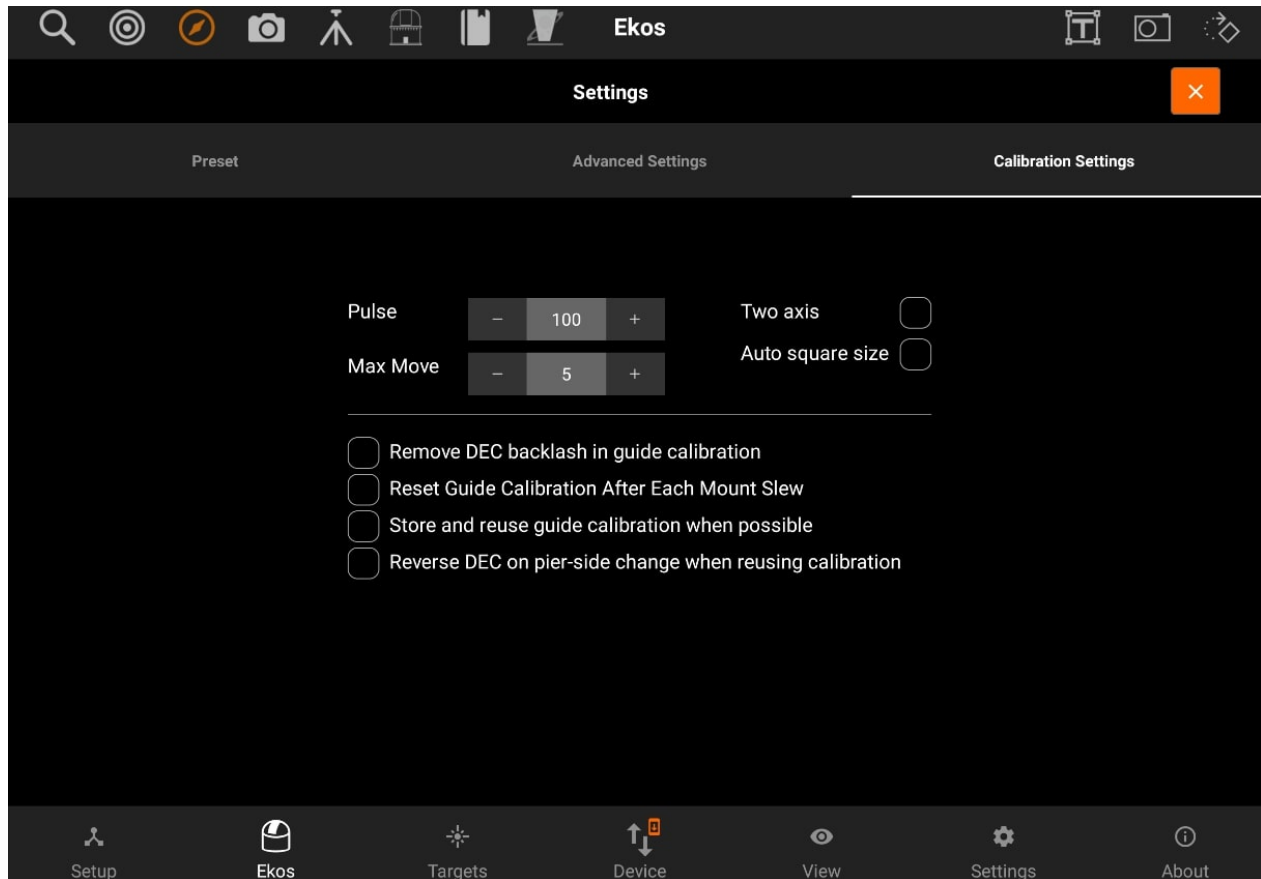 Ekos
Settings
Preset Advanced Settings Calibration Settings
Pulse - 100 + Two axis
Auto square size
Max Move - 5 +
Remove DEC backlash in guide calibration
Reset Guide Calibration After Each Mount Slew
Store and reuse guide calibration when possible
Reverse DEC on pier-side change when reusing calibration
Setup Ekos Targets Device View Settings About